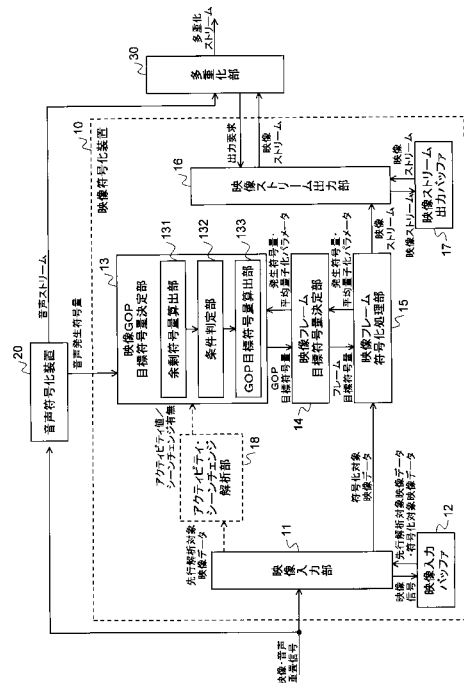 映像・音声
重畳信号
20
音声符号化装置
音声ストリーム
音声発生符号量
10
映像符号化装置
30
多重化部
多重化
ストリーム
出力要求
映像
ストリーム
11
映像入力部
12
映像入力
バッファ
映像
信号
先行解析対象映像データ
・符号化対象映像データ
先行解析対象
映像データ
18
アクティビティ・
シーンチェンジ
解析部
アクティビティ値/
シーンチェンジ有無
符号化対象
映像データ
13
映像GOP
目標符号量決定部
131
余剰符号量算出部
132
条件判定部
133
GOP目標符号量算出部
GOP
目標符号量
発生符号量・
平均量子化パラメータ
14
映像フレーム
目標符号量決定部
フレーム
目標符号量
発生符号量・
平均量子化パラメータ
15
映像フレーム
符号化処理部
映像
ストリーム
16
映像ストリーム出力部
映像ストリーム
映像
ストリーム
17
映像ストリーム
出力バッファ